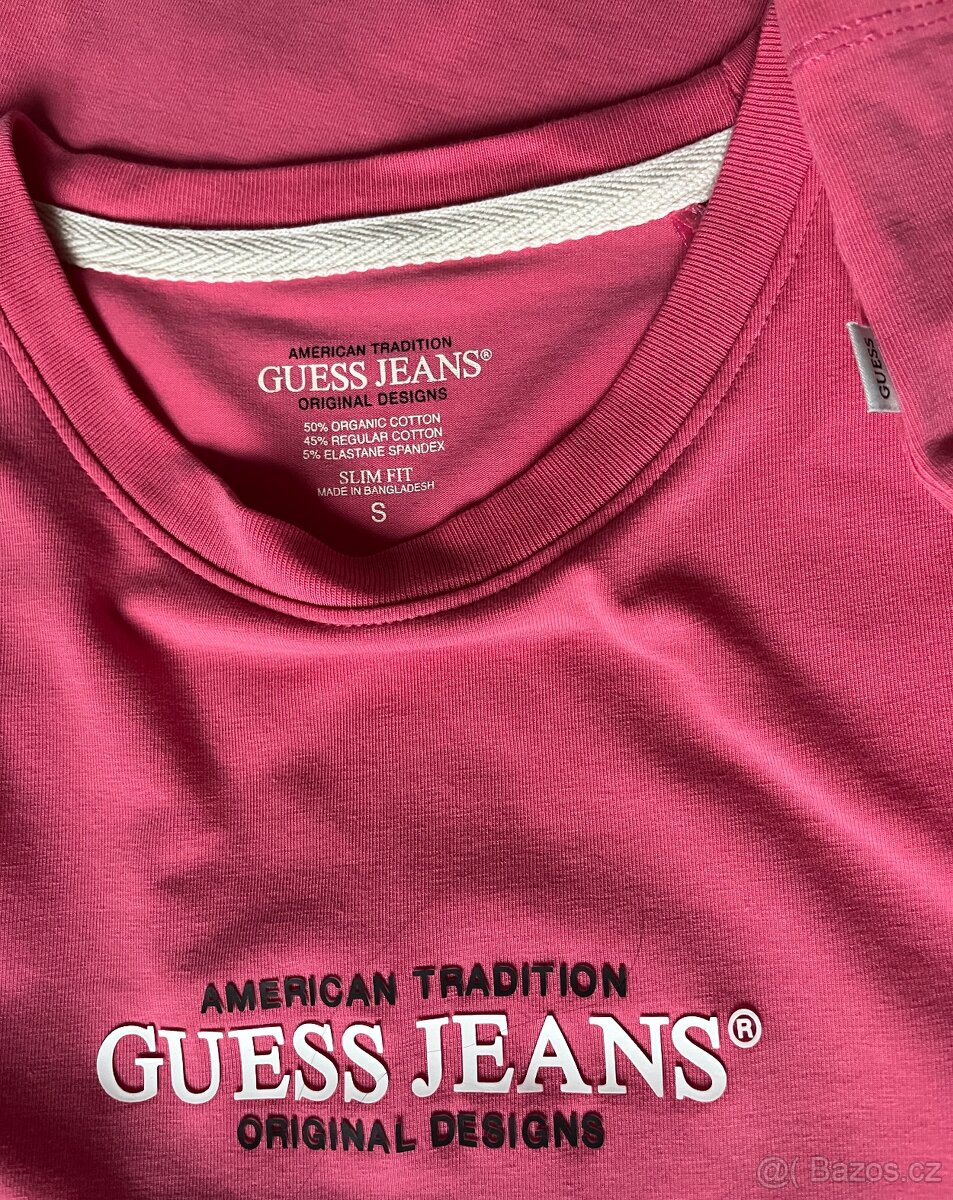 AMERICAN TRADITION
GUESS JEANS®
ORIGINAL DESIGNS
50% ORGANIC COTTON
45% REGULAR COTTON
5% ELASTANE SPANDEX
SLIM FIT
MADE IN BANGLADESH
S
GUESS
AMERICAN TRADITION
GUESS JEANS®
ORIGINAL DESIGNS
@( Bazos.cz